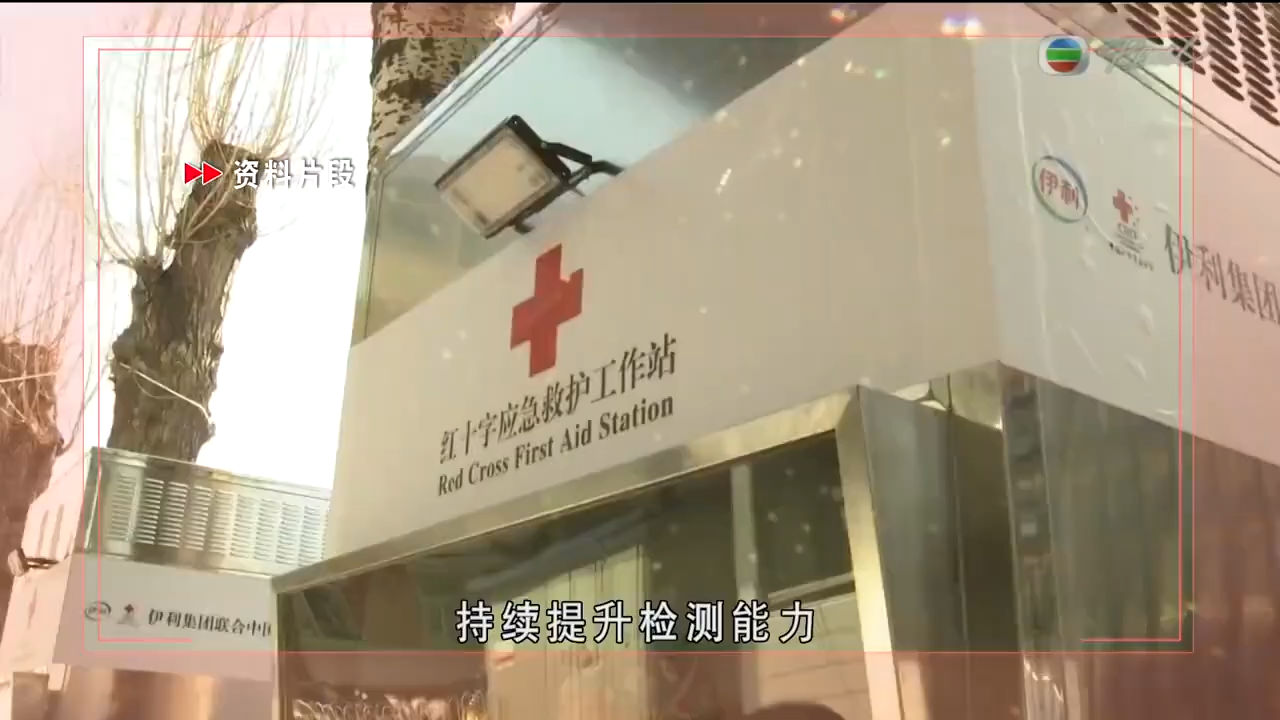 资料片段
伊利
伊利集团
红十字应急救护工作站
Red Cross First Aid Station
伊利集团联合中国
持续提升检测能力